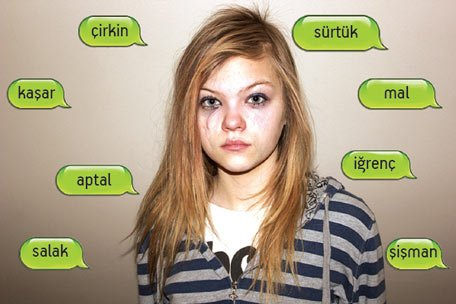 çirkin
sürtük
kaşar
mal
aptal
iğrenç
salak
şişman